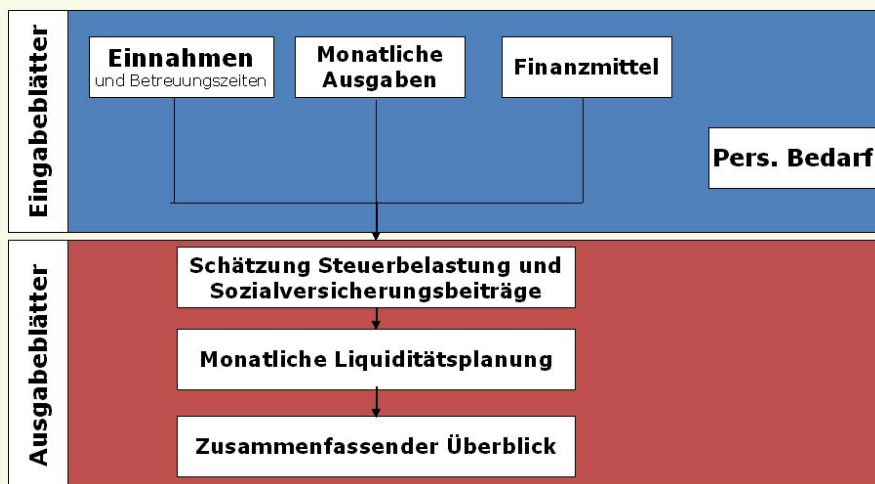 Eingabeblätter
Einnahmen
und Betreuungszeiten
Monatliche
Ausgaben
Finanzmittel
Pers. Bedarf
Ausgabeblätter
Schätzung Steuerbelastung und
Sozialversicherungsbeiträge
Monatliche Liquiditätsplanung
Zusammenfassender Überblick